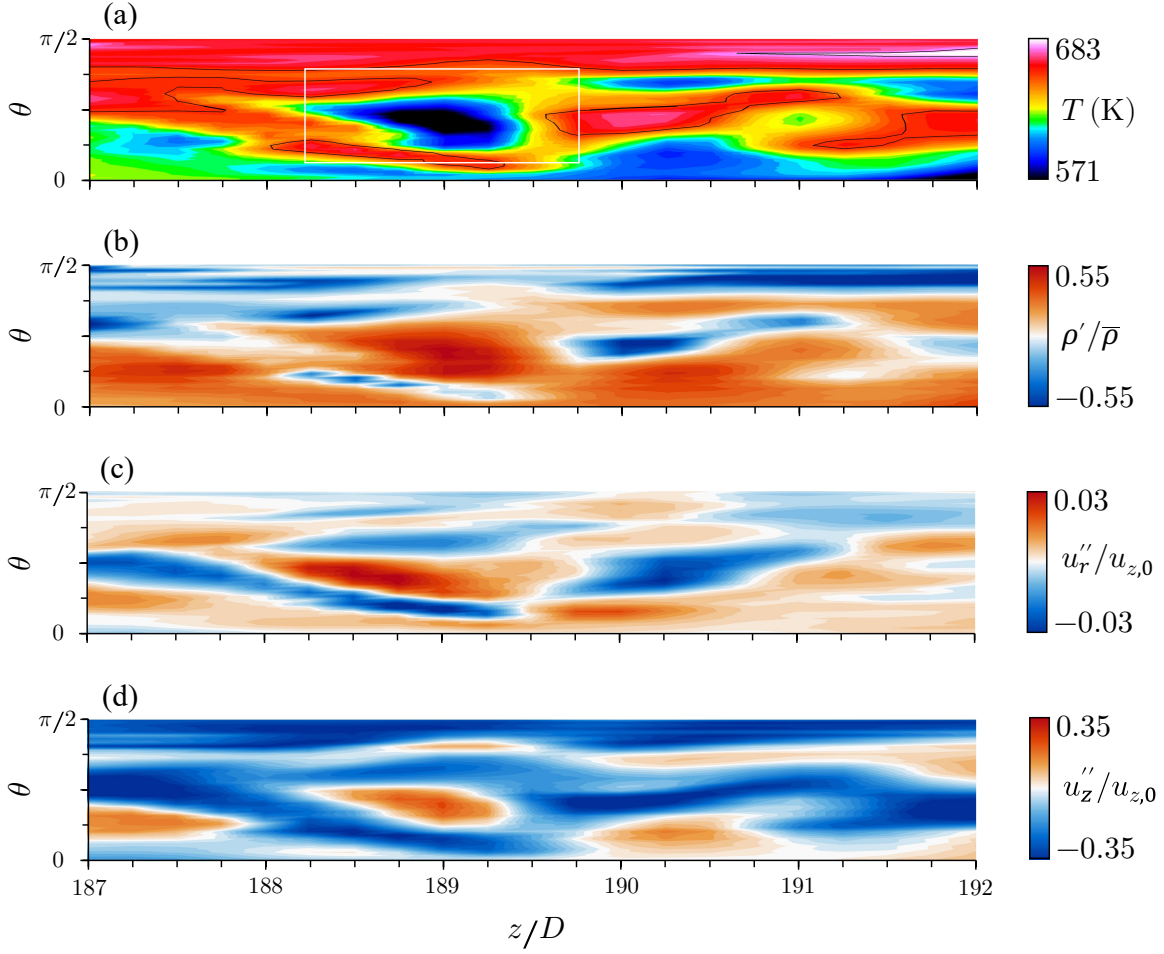 (a)
π/2
θ
0
683
T (K)
571
(b)
π/2
θ
0
0.55
ρ′/ρ̅
−0.55
(c)
π/2
θ
0
0.03
u″r/uz,0
−0.03
(d)
π/2
θ
0
0.35
u″z/uz,0
−0.35
187 188 189 190 191 192
z/D